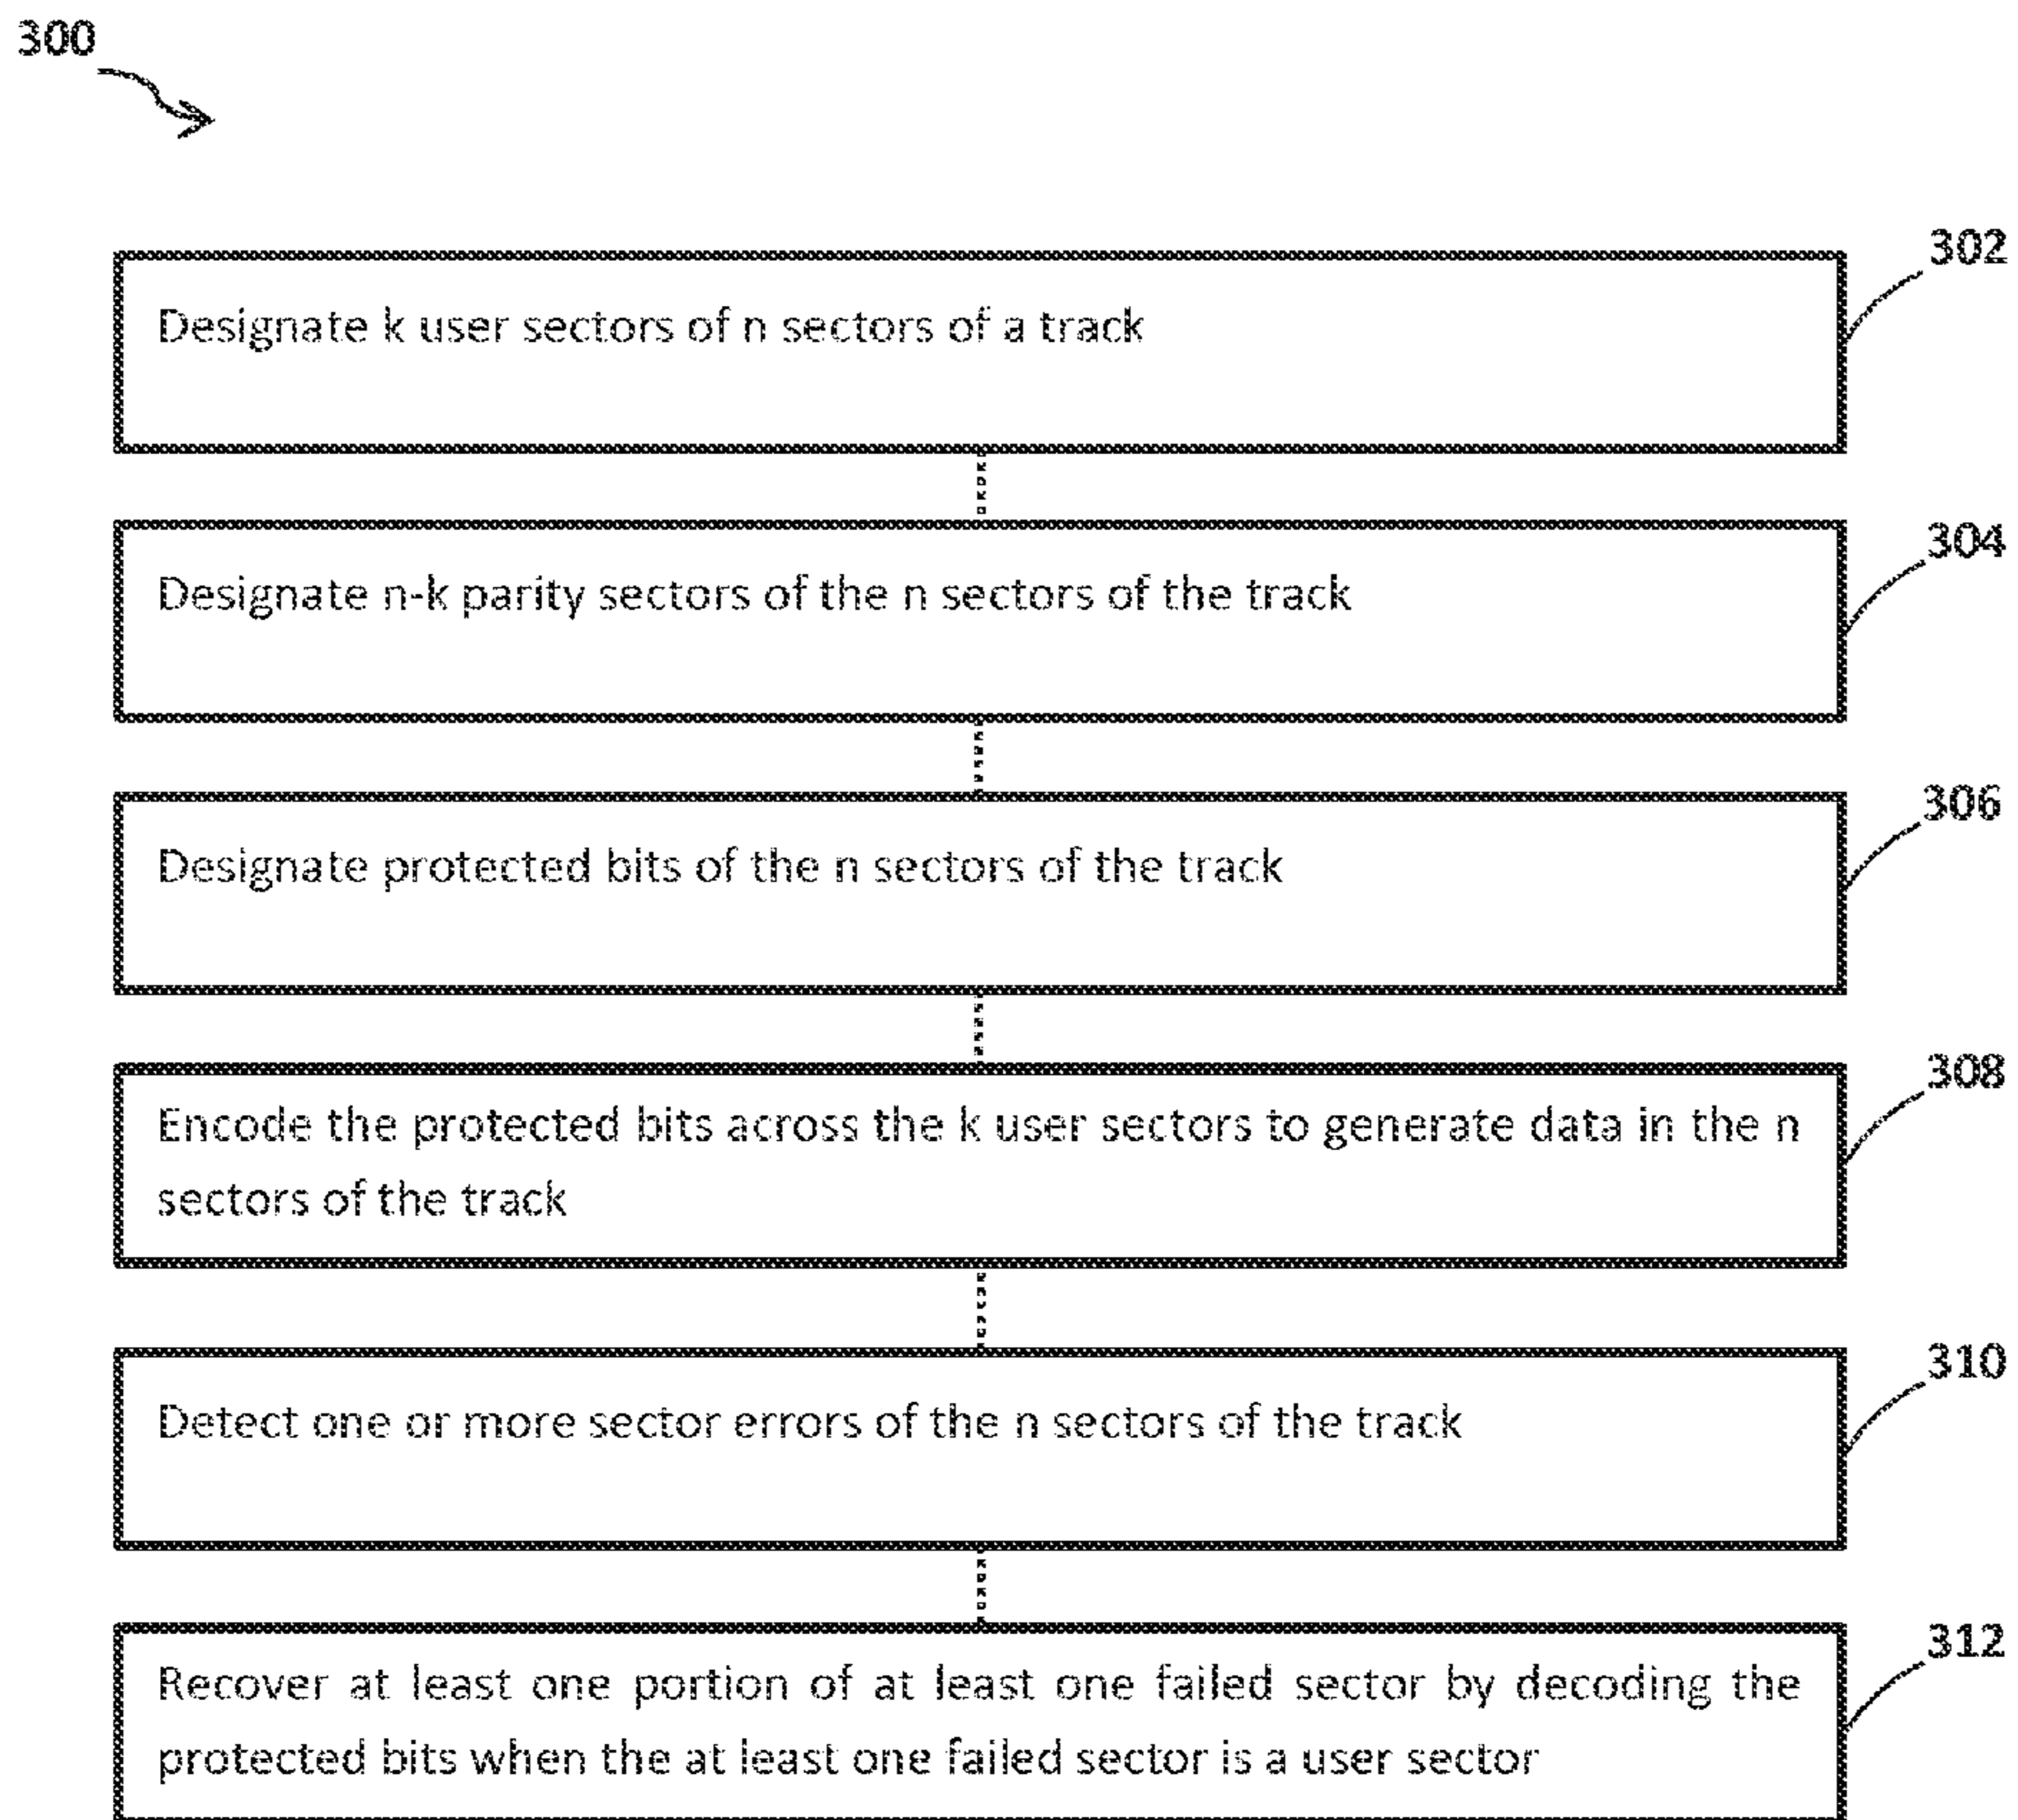 300
302
Designate k user sectors of n sectors of a track
304
Designate n-k parity sectors of the n sectors of the track
306
Designate protected bits of the n sectors of the track
308
Encode the protected bits across the k user sectors to generate data in the n
sectors of the track
310
Detect one or more sector errors of the n sectors of the track
312
Recover at least one portion of at least one failed sector by decoding the
protected bits when the at least one failed sector is a user sector